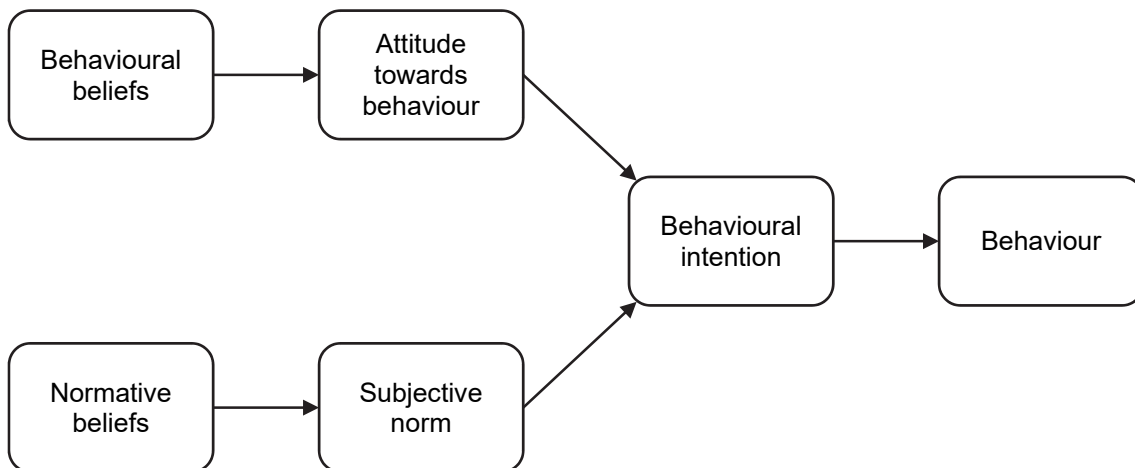 Behavioural
beliefs
Attitude
towards
behaviour
Behavioural
intention
Behaviour
Normative
beliefs
Subjective
norm